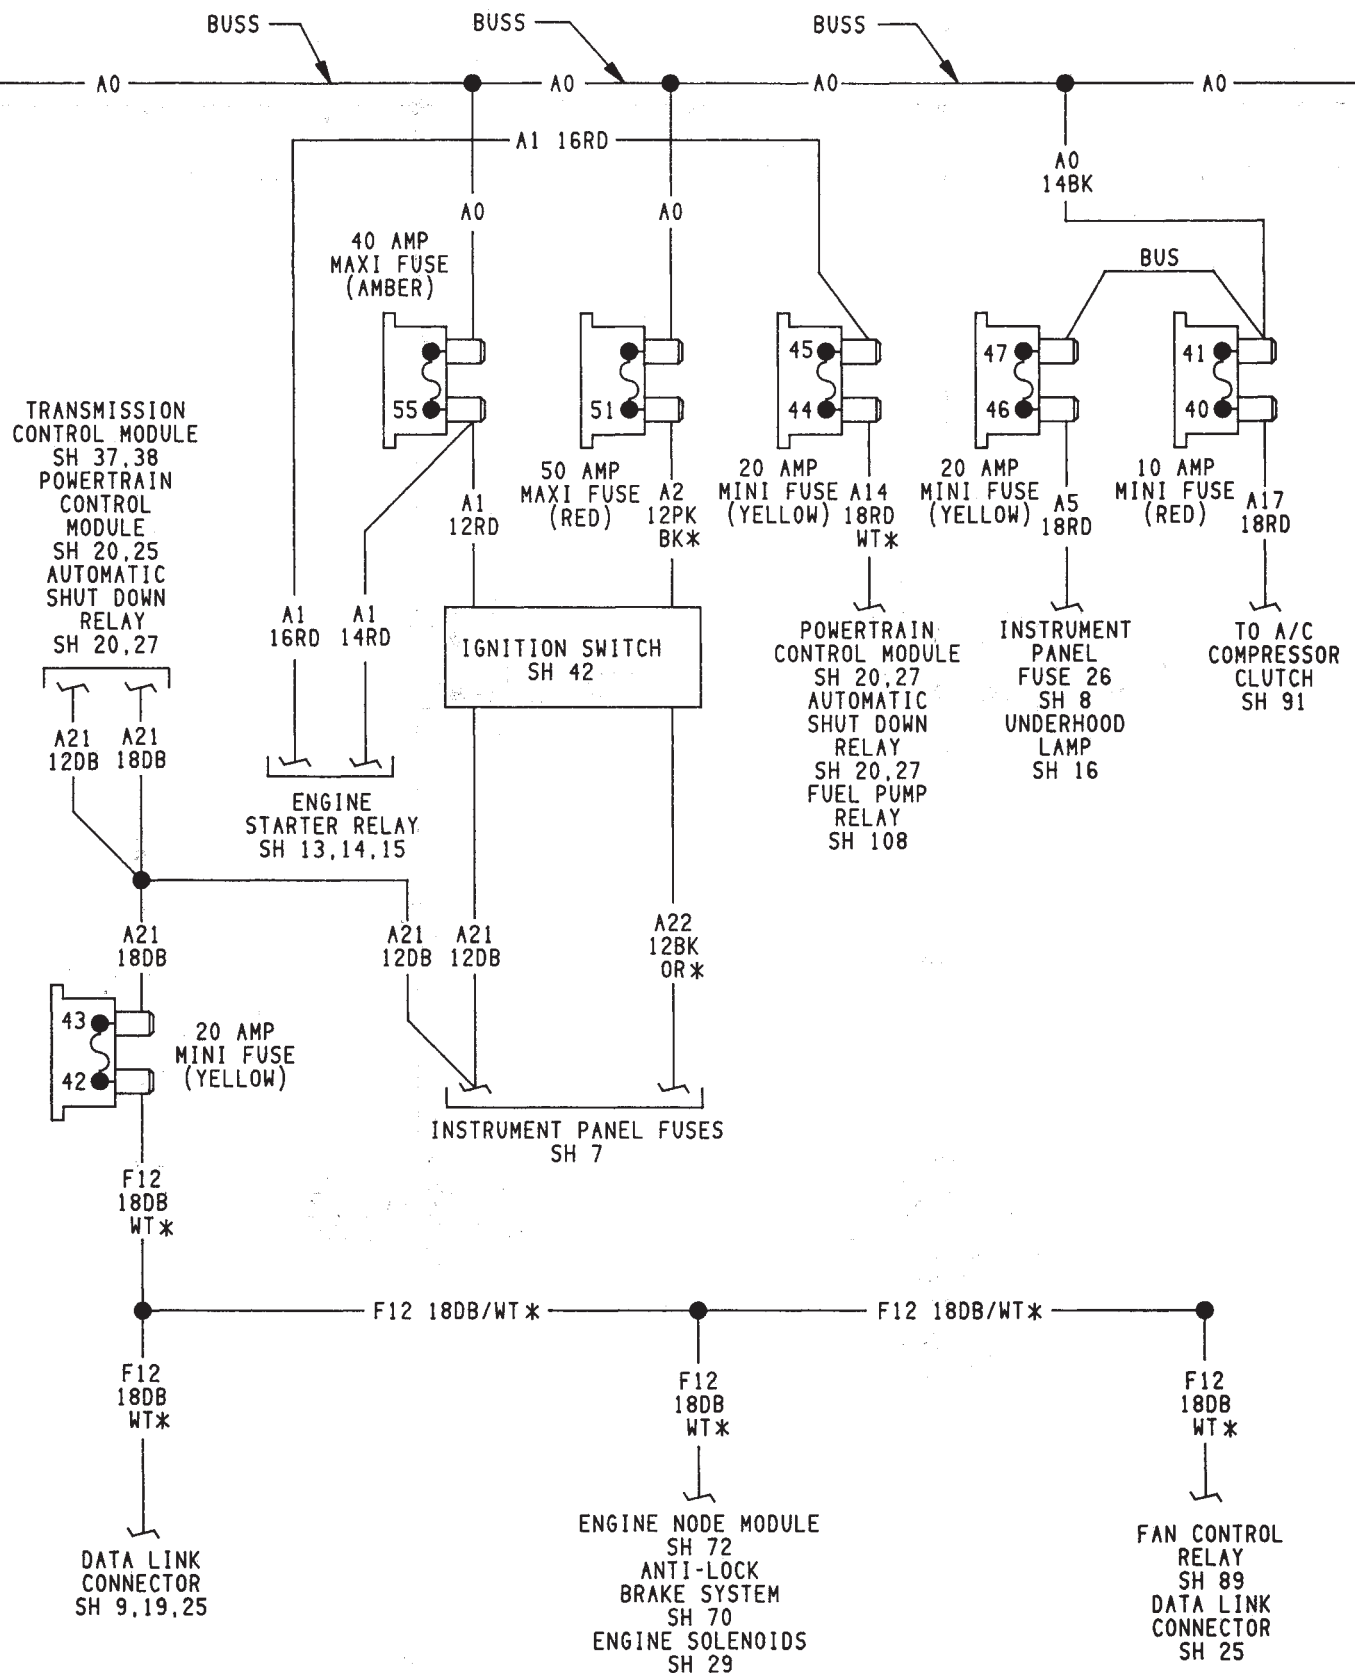 BUSS
BUSS
BUSS
A0
A0
A0
A0
A1 16RD
A0
14BK
A0
A0
40 AMP
MAXI FUSE
(AMBER)
BUS
55
51
45
44
47
46
41
40
TRANSMISSION
CONTROL MODULE
SH 37,38
POWERTRAIN
CONTROL
MODULE
SH 20,25
AUTOMATIC
SHUT DOWN
RELAY
SH 20,27
A1
12RD
50 AMP
MAXI FUSE
(RED)
A2
12PK
BK*
20 AMP
MINI FUSE
(YELLOW)
A14
18RD
WT*
20 AMP
MINI FUSE
(YELLOW)
A5
18RD
10 AMP
MINI FUSE
(RED)
A17
18RD
A1
16RD
A1
14RD
IGNITION SWITCH
SH 42
POWERTRAIN
CONTROL MODULE
SH 20,27
AUTOMATIC
SHUT DOWN
RELAY
SH 20,27
FUEL PUMP
RELAY
SH 108
INSTRUMENT
PANEL
FUSE 26
SH 8
UNDERHOOD
LAMP
SH 16
TO A/C
COMPRESSOR
CLUTCH
SH 91
A21
12DB
A21
18DB
ENGINE
STARTER RELAY
SH 13,14,15
A21
18DB
A21
12DB
A21
12DB
A22
12BK
OR*
43
42
20 AMP
MINI FUSE
(YELLOW)
INSTRUMENT PANEL FUSES
SH 7
F12
18DB
WT*
F12 18DB/WT*
F12 18DB/WT*
F12
18DB
WT*
F12
18DB
WT*
F12
18DB
WT*
DATA LINK
CONNECTOR
SH 9,19,25
ENGINE NODE MODULE
SH 72
ANTI-LOCK
BRAKE SYSTEM
SH 70
ENGINE SOLENOIDS
SH 29
FAN CONTROL
RELAY
SH 89
DATA LINK
CONNECTOR
SH 25